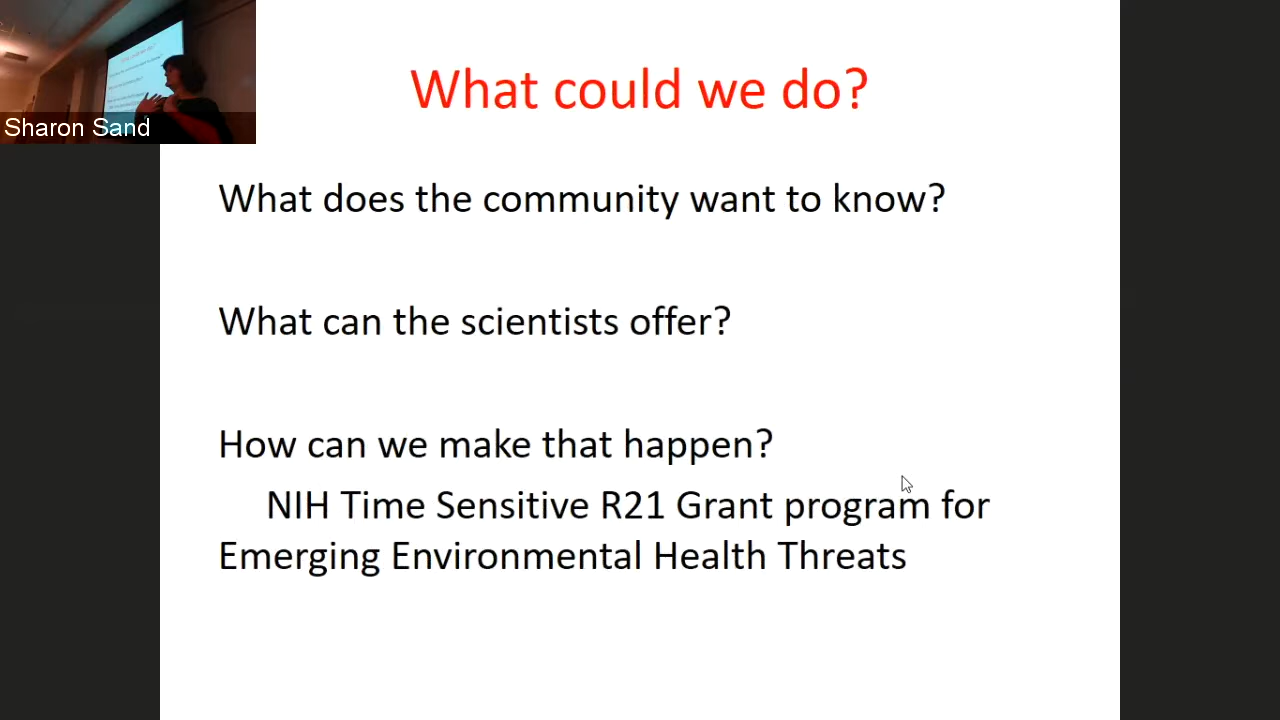 What could we do?
Sharon Sand
What does the community want to know?
What can the scientists offer?
How can we make that happen?
NIH Time Sensitive R21 Grant program for
Emerging Environmental Health Threats